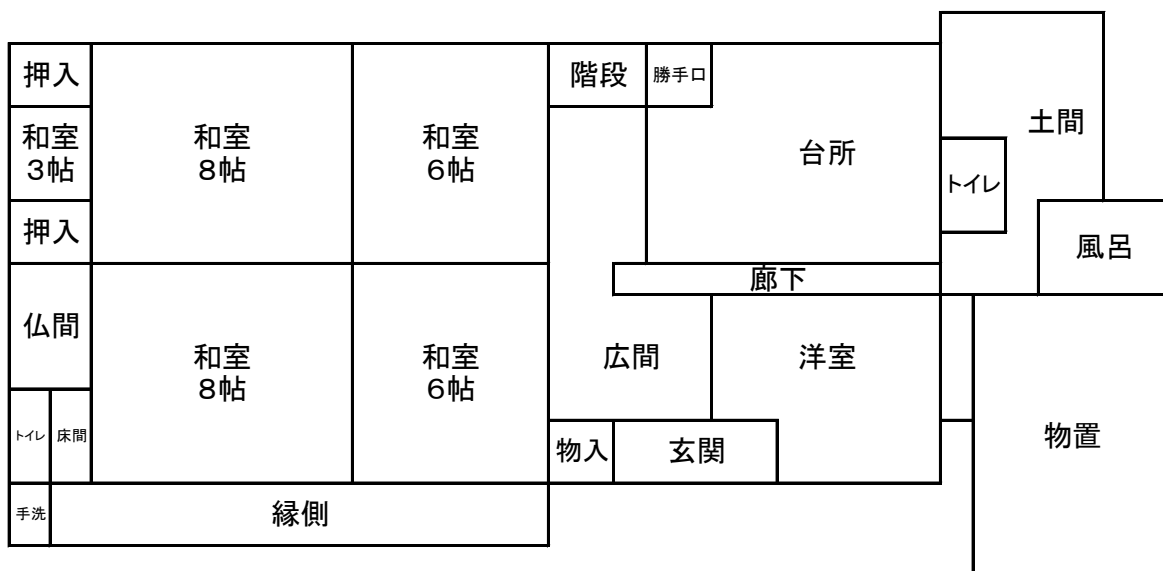 押入
和室
3帖
押入
仏間
トイレ
床間
手洗
和室
8帖
和室
6帖
和室
8帖
和室
6帖
縁側
階段
勝手口
台所
廊下
広間
洋室
物入
玄関
土間
トイレ
風呂
物置